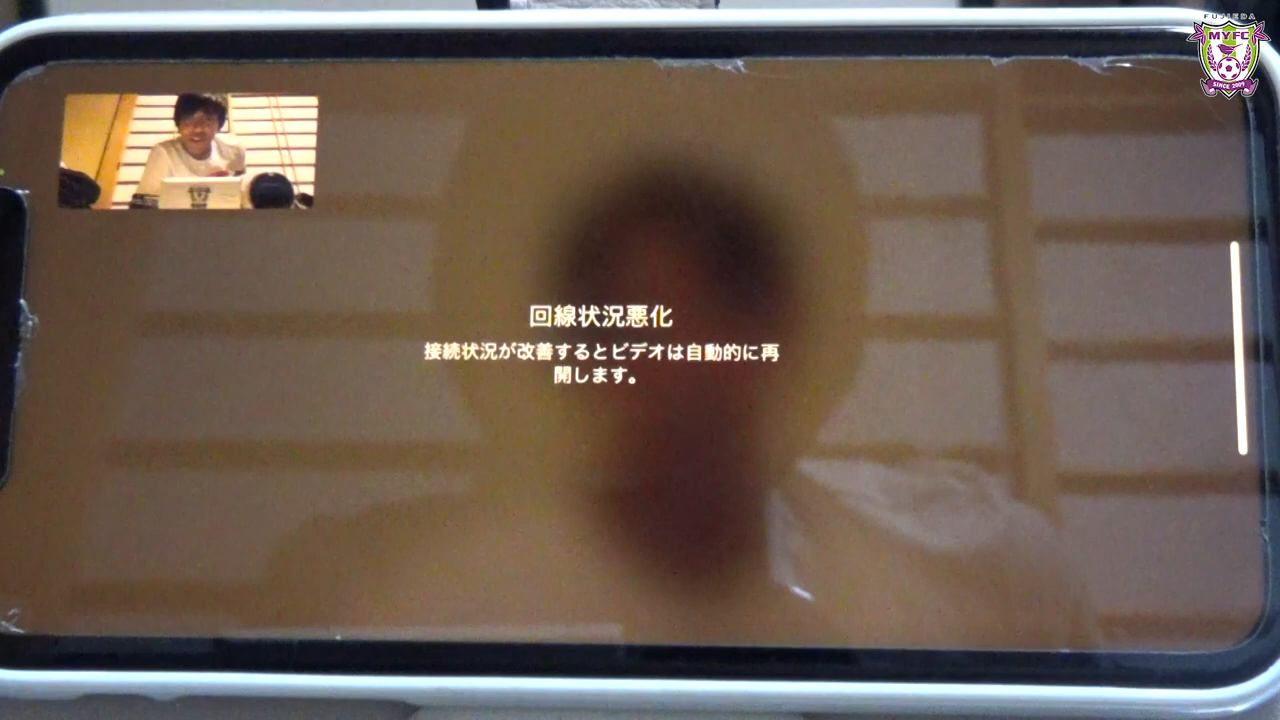 FUJIEDA
MYFC
SINCE 2009
回線状況悪化
接続状況が改善するとビデオは自動的に再
開します。